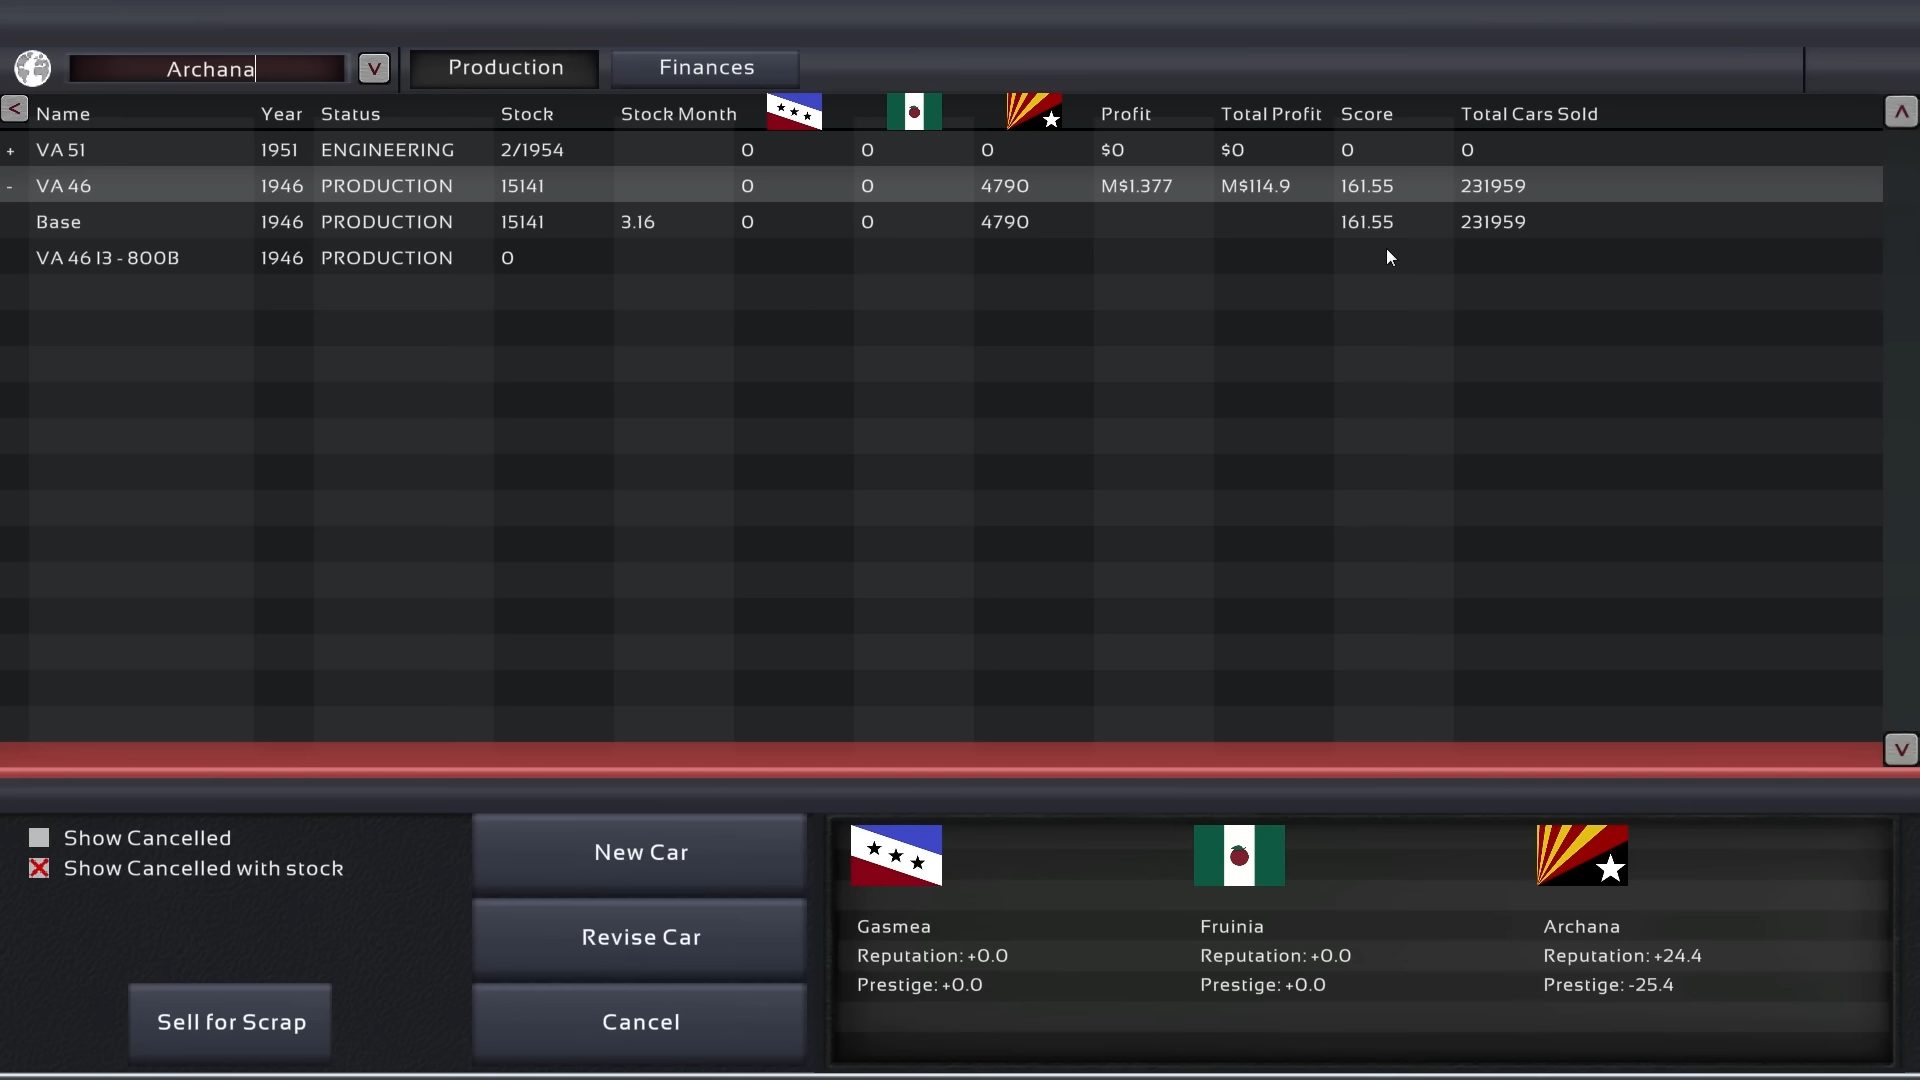 Archana V Production Finances
< Name Year Status Stock Stock Month Profit Total Profit Score Total Cars Sold ^
+ VA 51 1951 ENGINEERING 2/1954 0 0 0 $0 $0 0 0
- VA 46 1946 PRODUCTION 15141 0 0 4790 M$1.377 M$114.9 161.55 231959
Base 1946 PRODUCTION 15141 3.16 0 0 4790 161.55 231959
VA 46 I3 - 800B 1946 PRODUCTION 0
V
Show Cancelled
Show Cancelled with stock
New Car
Revise Car
Sell for Scrap
Cancel
Gasmea
Reputation: +0.0
Prestige: +0.0
Fruinia
Reputation: +0.0
Prestige: +0.0
Archana
Reputation: +24.4
Prestige: -25.4